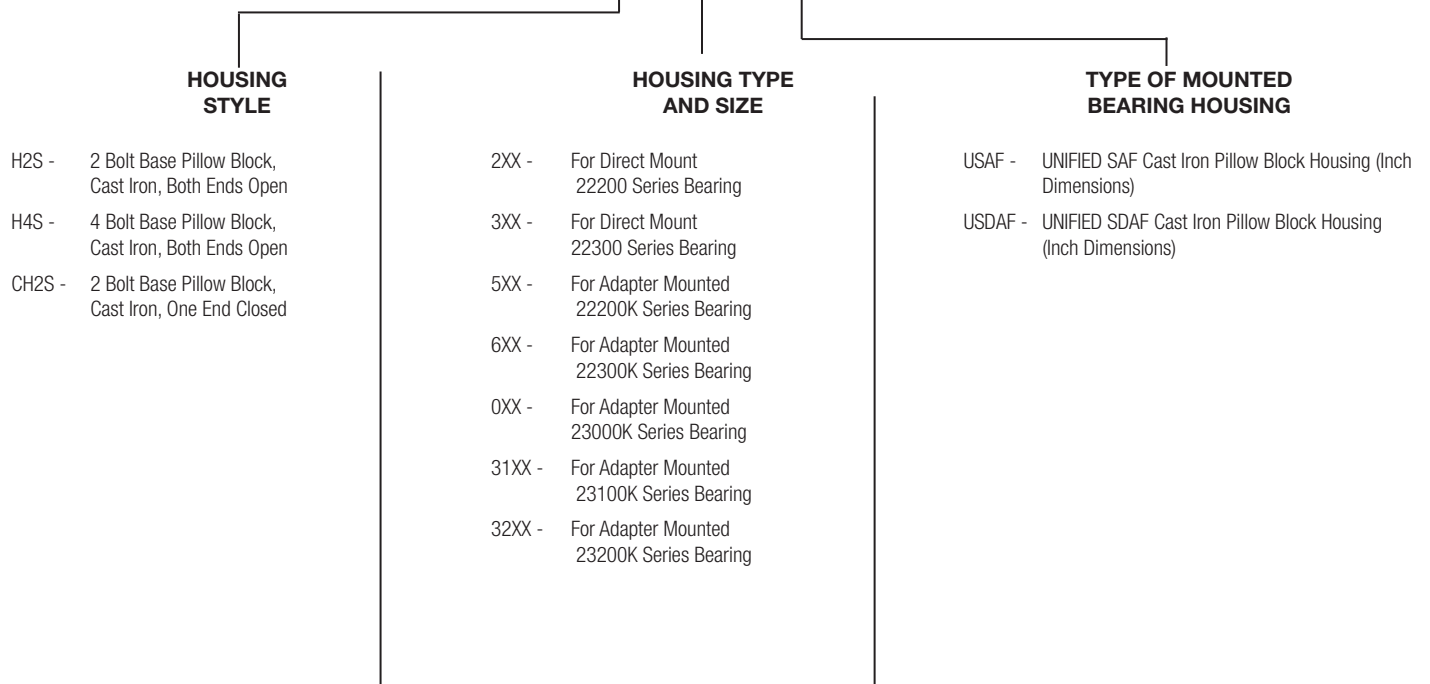 HOUSING
STYLE
H2S - 2 Bolt Base Pillow Block,
Cast Iron, Both Ends Open
H4S - 4 Bolt Base Pillow Block,
Cast Iron, Both Ends Open
CH2S - 2 Bolt Base Pillow Block,
Cast Iron, One End Closed
HOUSING TYPE
AND SIZE
2XX - For Direct Mount
22200 Series Bearing
3XX - For Direct Mount
22300 Series Bearing
5XX - For Adapter Mounted
22200K Series Bearing
6XX - For Adapter Mounted
22300K Series Bearing
0XX - For Adapter Mounted
23000K Series Bearing
31XX - For Adapter Mounted
23100K Series Bearing
32XX - For Adapter Mounted
23200K Series Bearing
TYPE OF MOUNTED
BEARING HOUSING
USAF - UNIFIED SAF Cast Iron Pillow Block Housing (Inch
Dimensions)
USDAF - UNIFIED SDAF Cast Iron Pillow Block Housing
(Inch Dimensions)